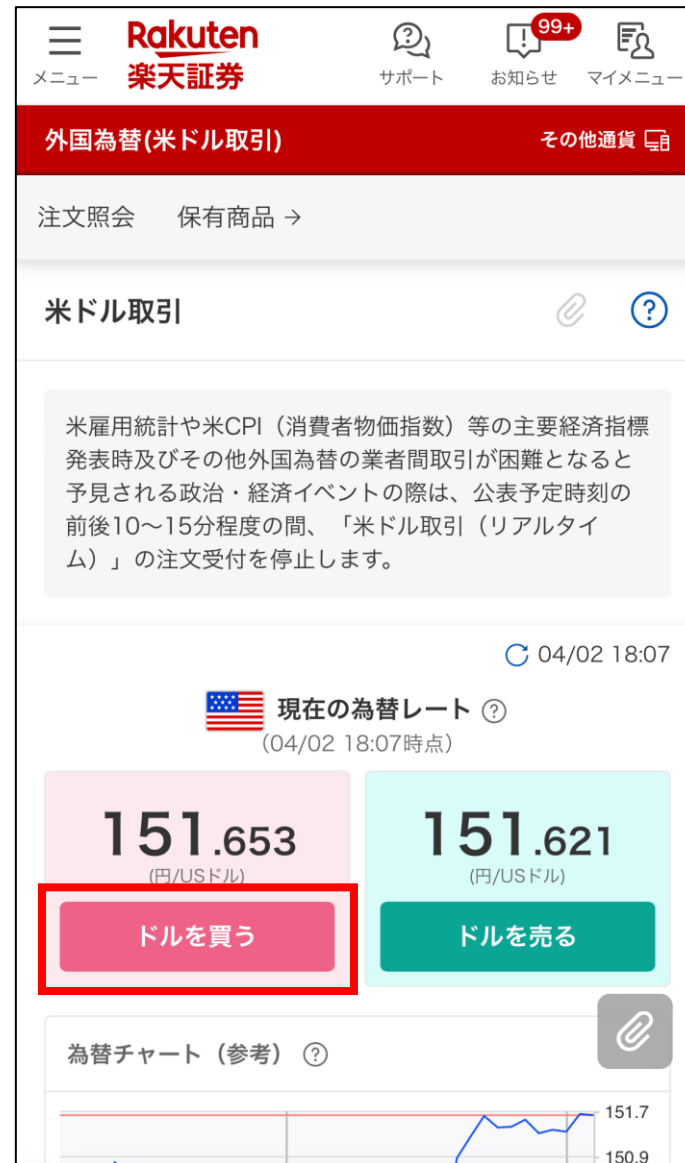 Rakuten
楽天証券
メニュー
サポート
99+
お知らせ
マイメニュー
外国為替(米ドル取引)
その他通貨
注文照会 保有商品 →
米ドル取引
?
米雇用統計や米CPI（消費者物価指数）等の主要経済指標
発表時及びその他外国為替の業者間取引が困難となると
予見される政治・経済イベントの際は、公表予定時刻の
前後10〜15分程度の間、「米ドル取引（リアルタイ
ム）」の注文受付を停止します。
04/02 18:07
現在の為替レート ?
（04/02 18:07時点）
151.653
(円/USドル)
ドルを買う
151.621
(円/USドル)
ドルを売る
為替チャート（参考） ?
151.7
150.9